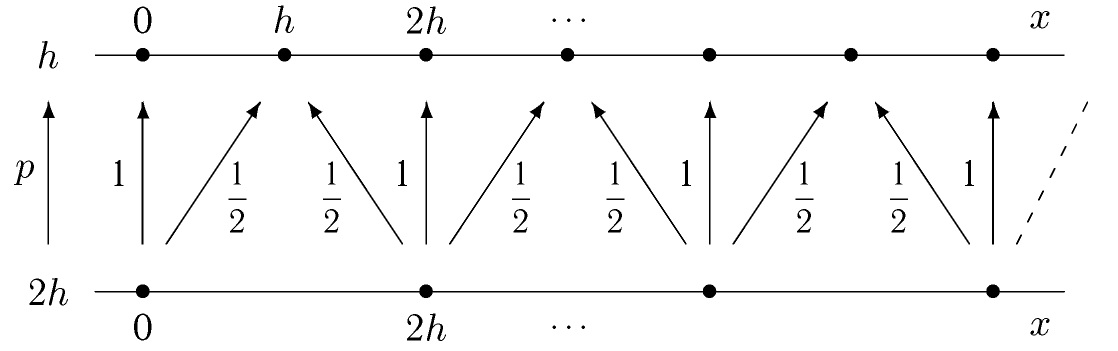 0 h 2h ··· x
h
p 1 1/2 1/2 1 1/2 1/2 1 1/2 1/2 1
2h
0 2h ··· x